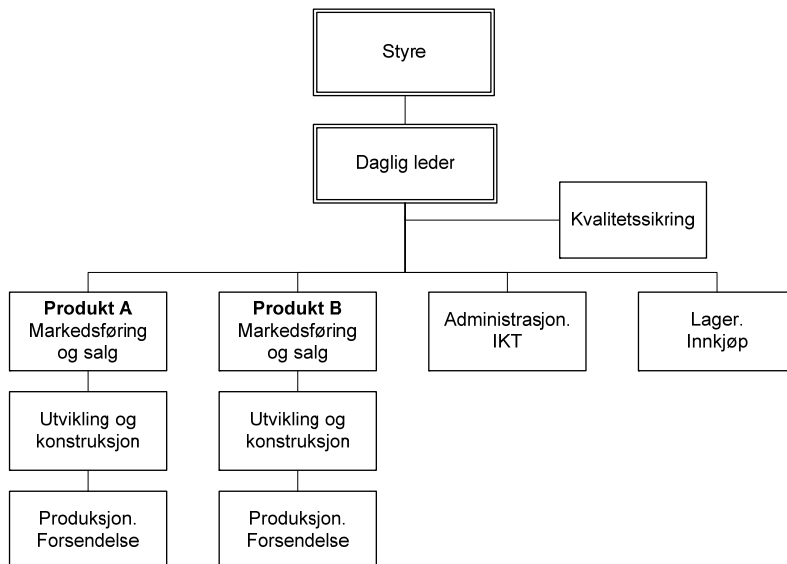 Styre
Daglig leder
Kvalitetssikring
Produkt A
Markedsføring
og salg
Produkt B
Markedsføring
og salg
Administrasjon.
IKT
Lager.
Innkjøp
Utvikling og
konstruksjon
Utvikling og
konstruksjon
Produksjon.
Forsendelse
Produksjon.
Forsendelse